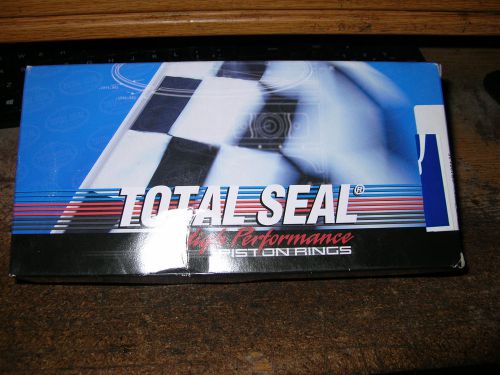 TOTAL SEAL®
High Performance
PISTON RINGS